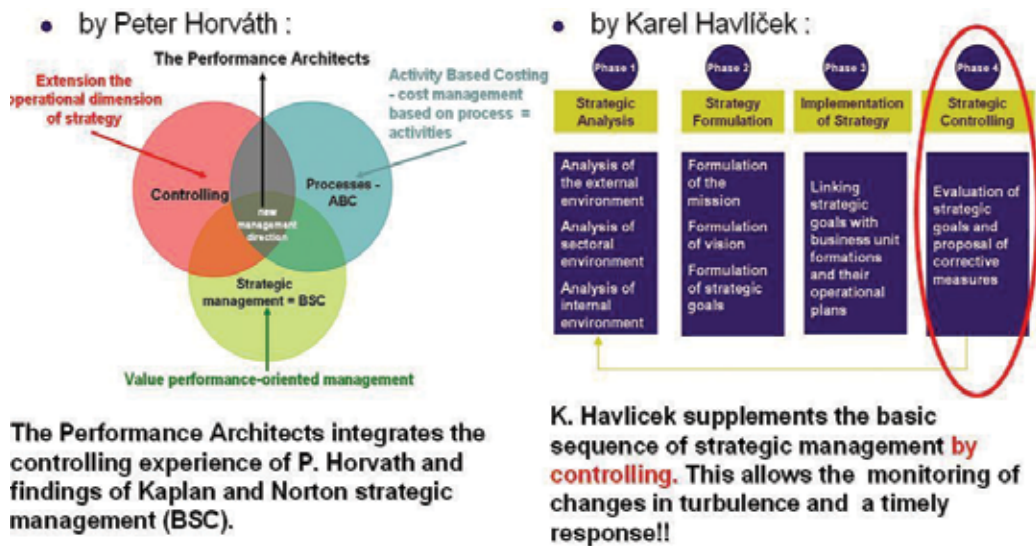 • by Peter Horváth :
The Performance Architects
Extension the
operational dimension
of strategy
Activity Based Costing
- cost management
based on process =
activities
Controlling
Processes -
ABC
new
management
direction
Strategic
management = BSC
Value performance-oriented management
The Performance Architects integrates the
controlling experience of P. Horvath and
findings of Kaplan and Norton strategic
management (BSC).
• by Karel Havlíček :
Phase 1
Strategic
Analysis
Analysis of
the external
environment
Analysis of
sectoral
environment
Analysis of
internal
environment
Phase 2
Strategy
Formulation
Formulation
of the
mission
Formulation
of vision
Formulation
of strategic
goals
Phase 3
Implementation
of Strategy
Linking
strategic
goals with
business unit
formations
and their
operational
plans
Phase 4
Strategic
Controlling
Evaluation of
strategic
goals and
proposal of
corrective
measures
K. Havlicek supplements the basic
sequence of strategic management by
controlling. This allows the monitoring of
changes in turbulence and a timely
response!!